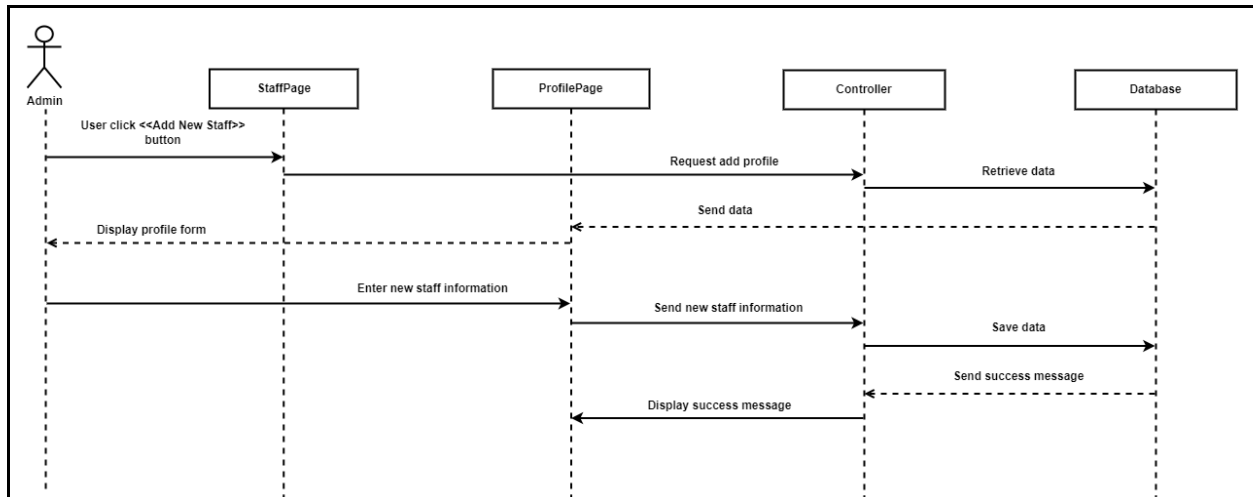 Admin
StaffPage
ProfilePage
Controller
Database
User click <<Add New Staff>>
button
Request add profile
Retrieve data
Send data
Display profile form
Enter new staff information
Send new staff information
Save data
Send success message
Display success message